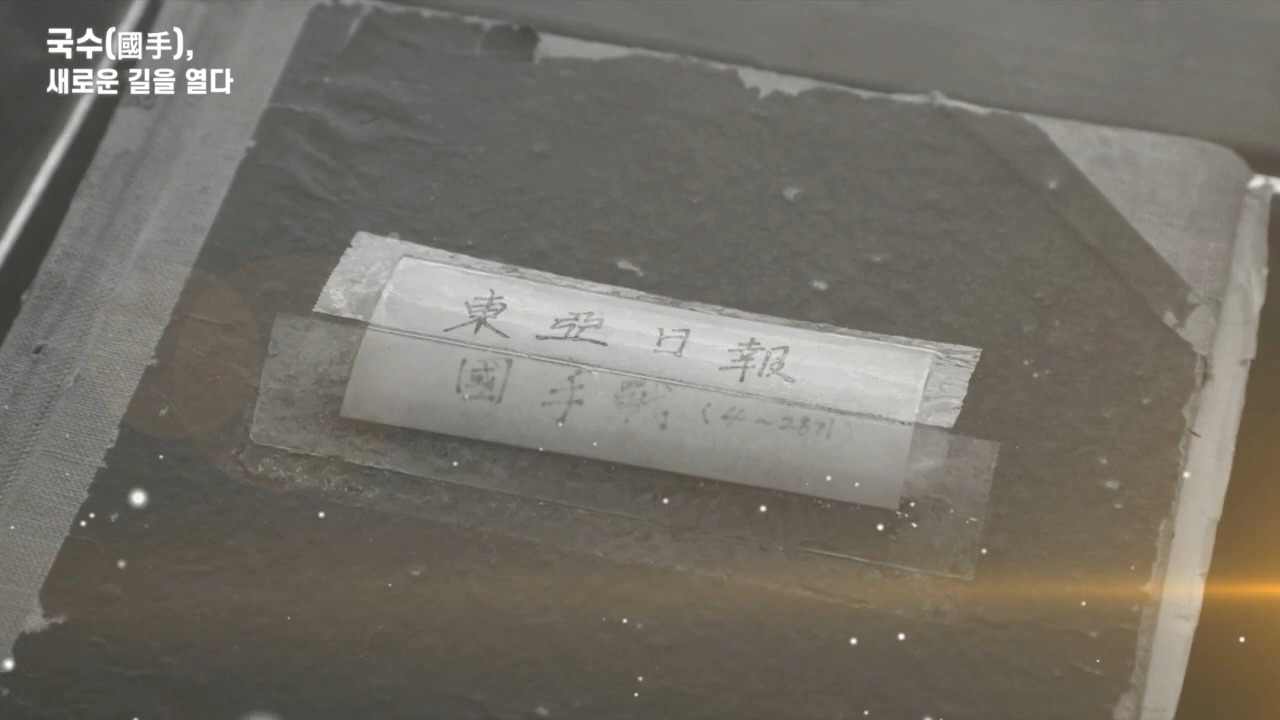 국수(國手),
새로운 길을 열다
東亞日報
國手戰 (4~28기)